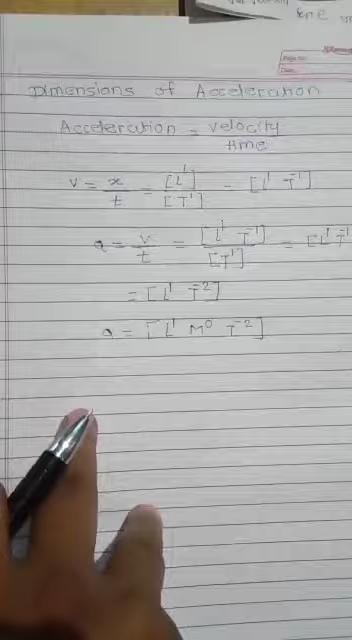 Dimensions of Acceleration
Acceleration = velocity / time
v = x / t = [L¹] / [T¹] = [L¹ T⁻¹]
a = v / t = [L¹ T⁻¹] / [T¹] = [L¹ T⁻¹
= [L¹ T⁻²]
a = [L¹ M⁰ T⁻²]